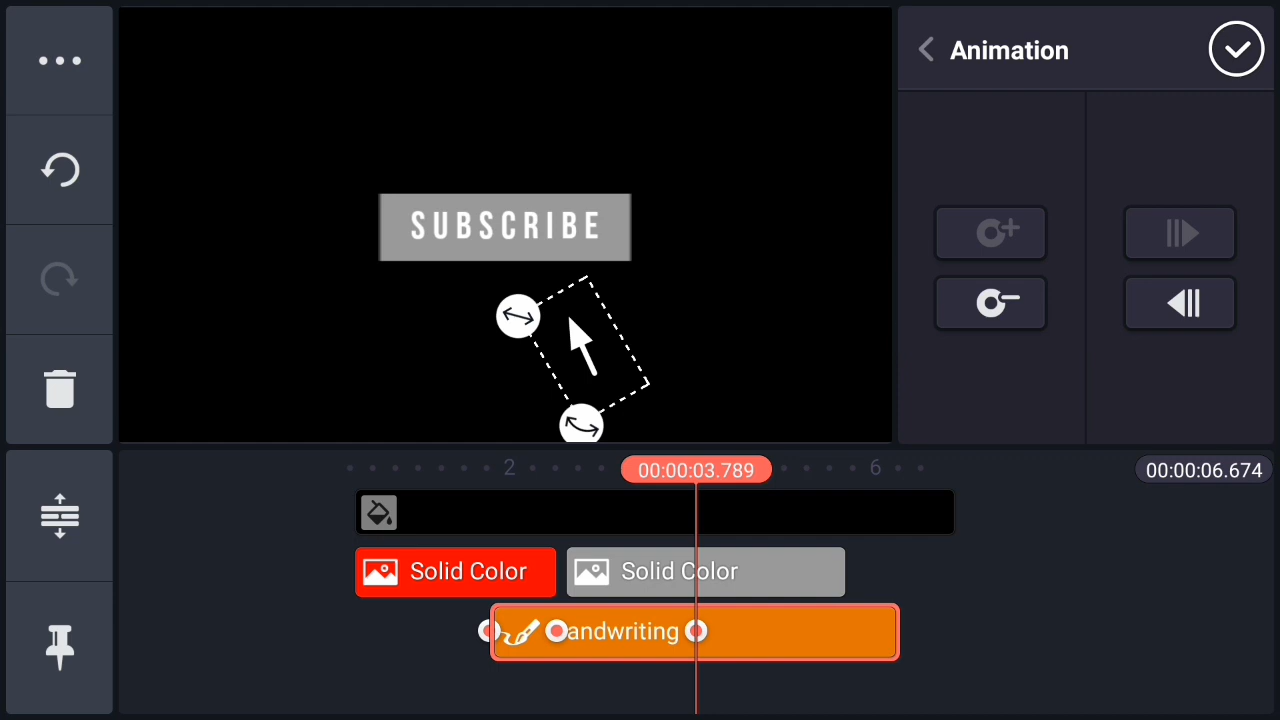 Animation
SUBSCRIBE
2
00:00:03.789
6
00:00:06.674
Solid Color
Solid Color
andwriting